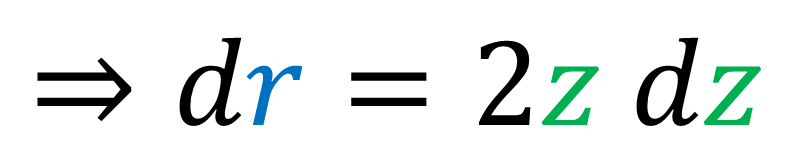 ⇒ dr = 2z dz